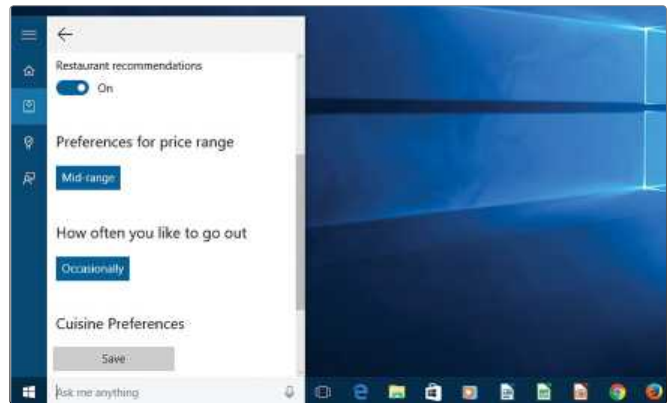 Restaurant recommendations
On
Preferences for price range
Mid-range
How often you like to go out
Occasionally
Cuisine Preferences
Save
Ask me anything